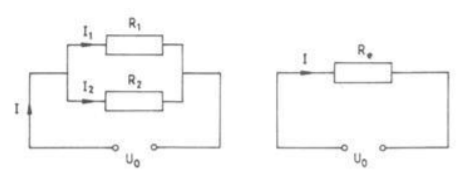 I₁ R₁
I₂ R₂
I
U₀
I Rₑ
U₀